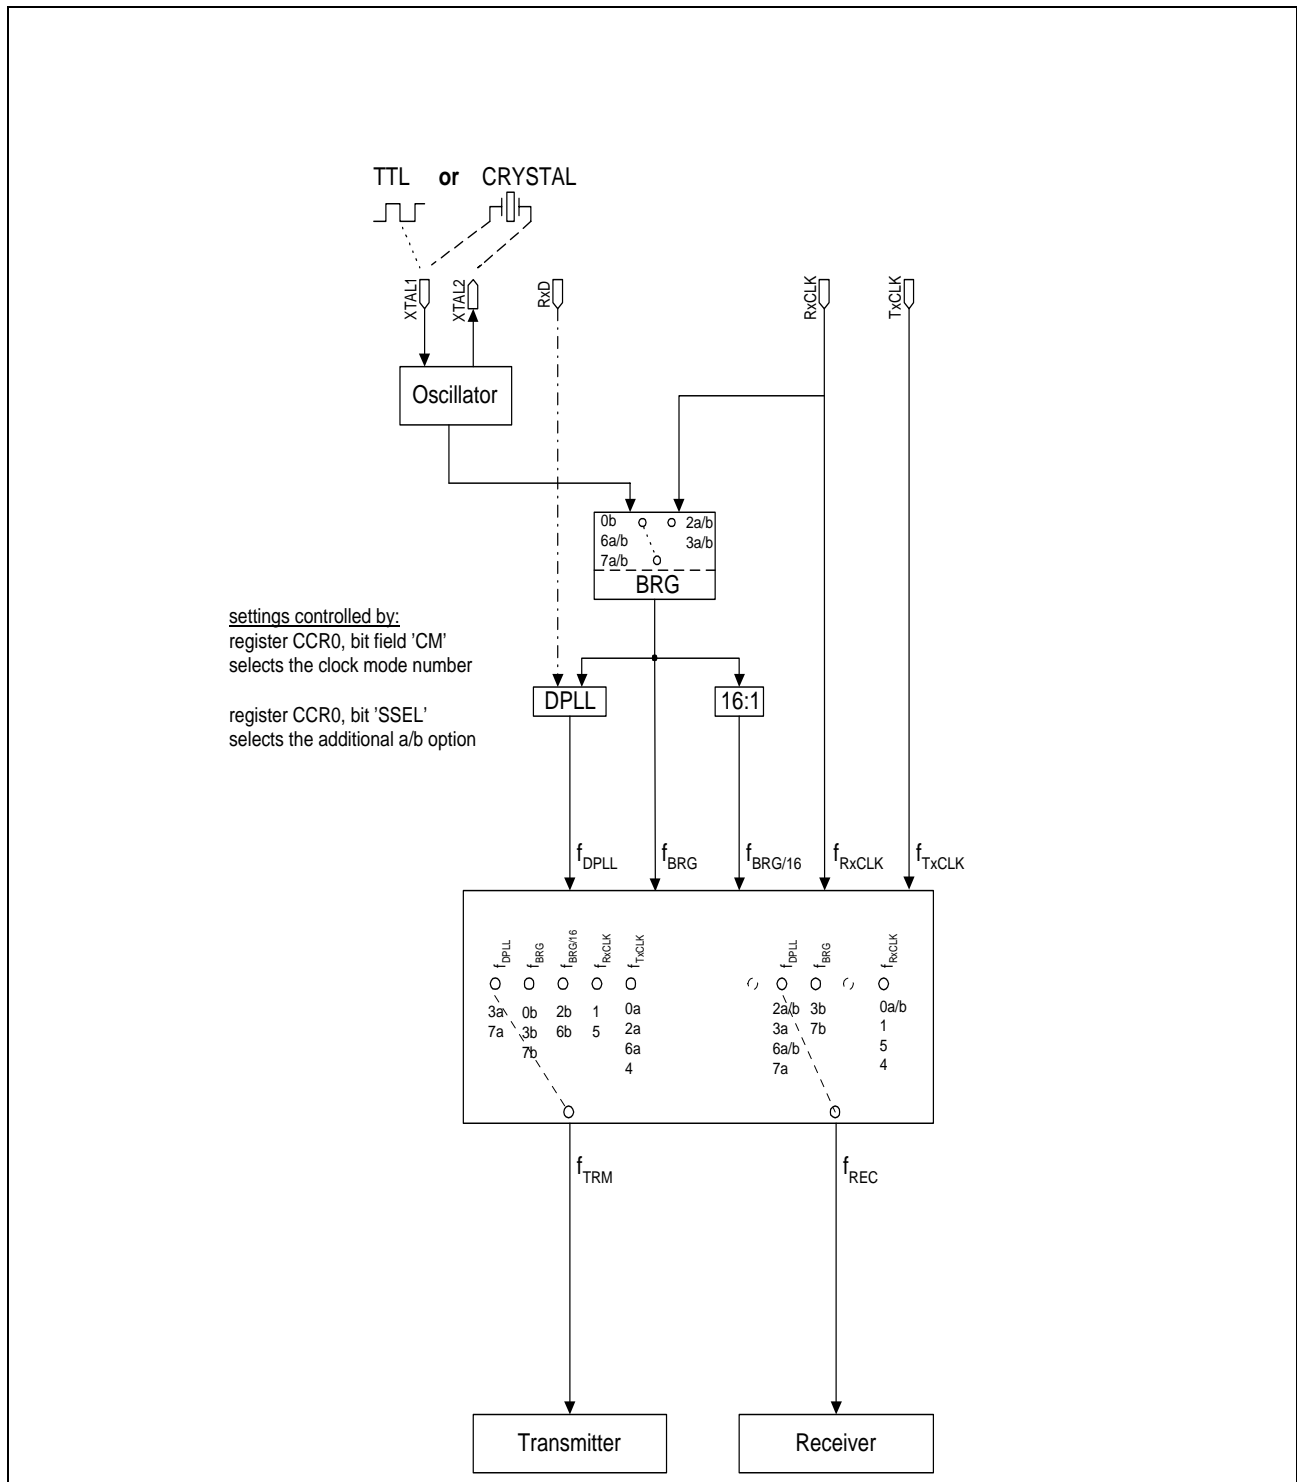 TTL or CRYSTAL
XTAL1
XTAL2
RxD
RxCLK
TxCLK
Oscillator
0b
6a/b
7a/b
2a/b
3a/b
BRG
settings controlled by:
register CCR0, bit field 'CM'
selects the clock mode number
register CCR0, bit 'SSEL'
selects the additional a/b option
DPLL
16:1
fDPLL
fBRG
fBRG/16
fRxCLK
fTxCLK
fDPLL
fBRG
fBRG/16
fRxCLK
fTxCLK
3a
7a
0b
3b
7b
2b
6b
1
5
0a
2a
6a
4
fDPLL
fBRG
fRxCLK
2a/b
3a
6a/b
7a
3b
7b
0a/b
1
5
4
fTRM
fREC
Transmitter
Receiver